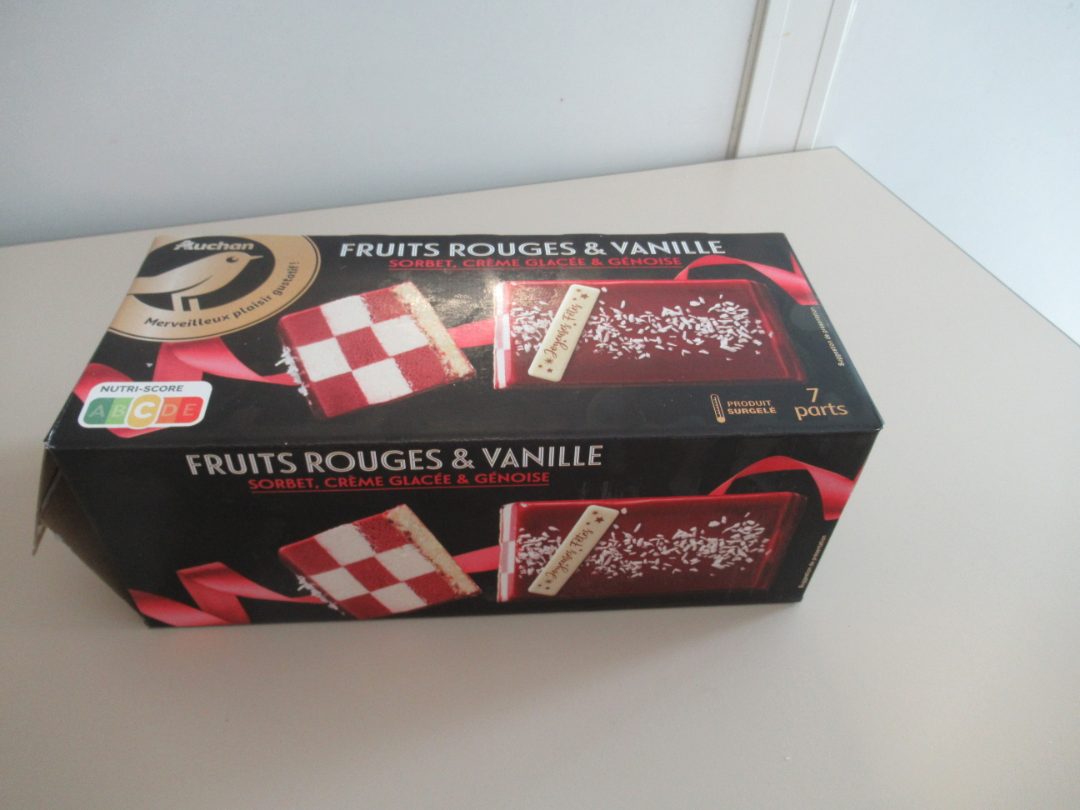 Auchan
Merveilleux plaisir gustatif!
FRUITS ROUGES & VANILLE
SORBET, CRÈME GLACÉE & GÉNOISE
Joyeuses Fêtes
NUTRI-SCORE
A B C D E
PRODUIT
SURGELÉ
7
parts
FRUITS ROUGES & VANILLE
SORBET, CRÈME GLACÉE & GÉNOISE
Joyeuses Fêtes